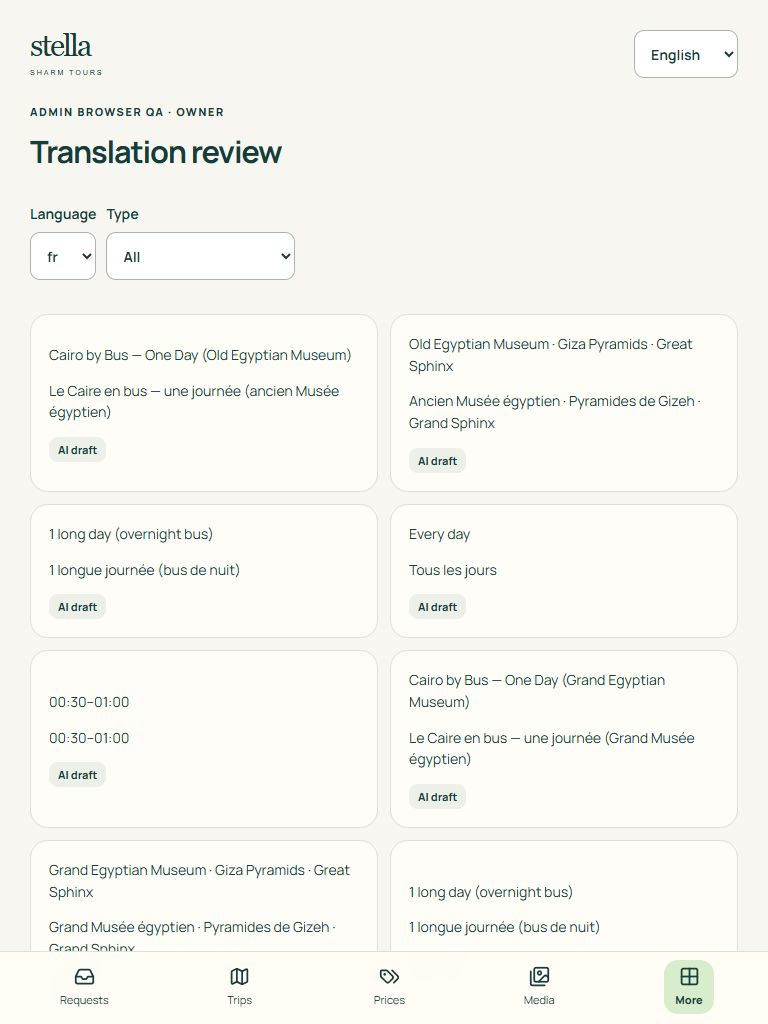 stella
SHARM TOURS
English
ADMIN BROWSER QA · OWNER
Translation review
Language
Type
fr
All
Cairo by Bus — One Day (Old Egyptian Museum)
Le Caire en bus — une journée (ancien Musée
égyptien)
AI draft
Old Egyptian Museum · Giza Pyramids · Great
Sphinx
Ancien Musée égyptien · Pyramides de Gizeh ·
Grand Sphinx
AI draft
1 long day (overnight bus)
1 longue journée (bus de nuit)
AI draft
Every day
Tous les jours
AI draft
00:30–01:00
00:30–01:00
AI draft
Cairo by Bus — One Day (Grand Egyptian
Museum)
Le Caire en bus — une journée (Grand Musée
égyptien)
AI draft
Grand Egyptian Museum · Giza Pyramids · Great
Sphinx
Grand Musée égyptien · Pyramides de Gizeh ·
Grand Sphinx
1 long day (overnight bus)
1 longue journée (bus de nuit)
Requests
Trips
Prices
Media
More